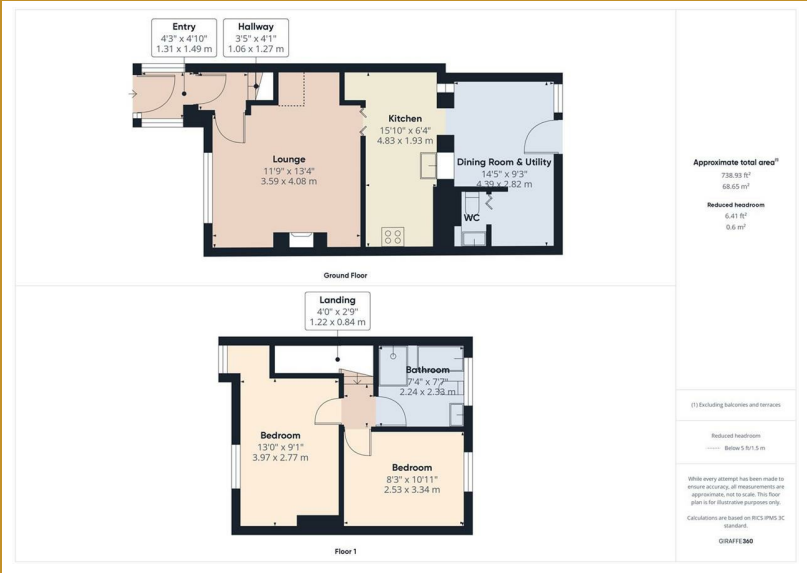 Entry
4'3" x 4'10"
1.31 x 1.49 m
Hallway
3'5" x 4'1"
1.06 x 1.27 m
Kitchen
15'10" x 6'4"
4.83 x 1.93 m
Lounge
11'9" x 13'4"
3.59 x 4.08 m
Dining Room & Utility
14'5" x 9'3"
4.39 x 2.82 m
WC
Ground Floor
Landing
4'0" x 2'9"
1.22 x 0.84 m
Bathroom
7'4" x 7'7"
2.24 x 2.33 m
Bedroom
13'0" x 9'1"
3.97 x 2.77 m
Bedroom
8'3" x 10'11"
2.53 x 3.34 m
Floor 1
Approximate total area(1)
738.93 ft²
68.65 m²
Reduced headroom
6.41 ft²
0.6 m²
(1) Excluding balconies and terraces
Reduced headroom
Below 5 ft/1.5 m
While every attempt has been made to
ensure accuracy, all measurements are
approximate, not to scale. This floor
plan is for illustrative purposes only.
Calculations are based on RICS IPMS 3C
standard.
GIRAFFE360